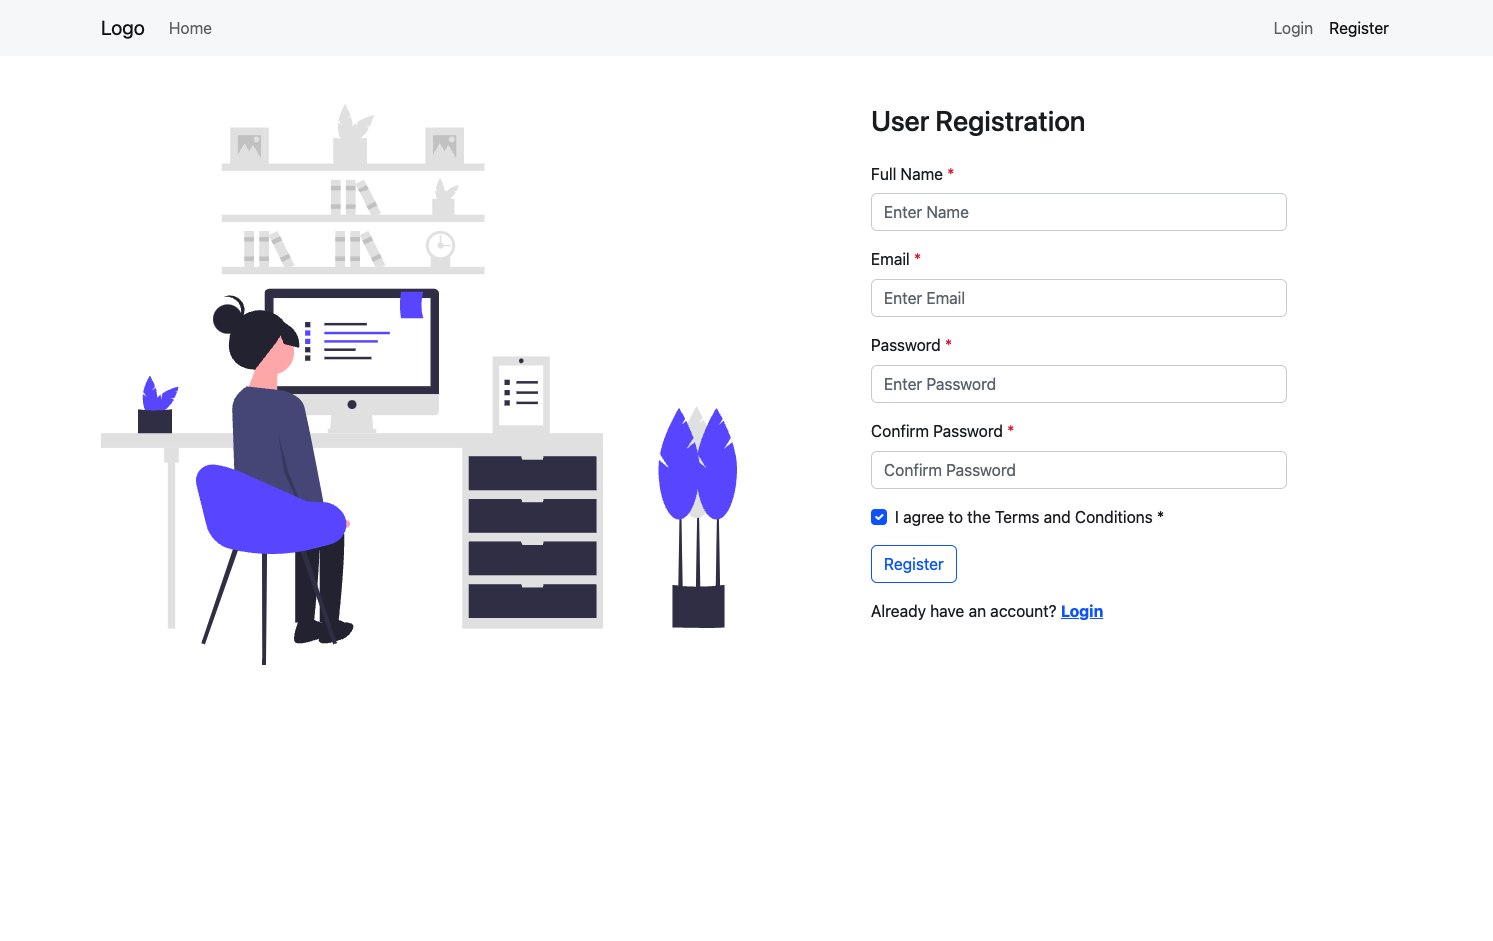 Logo Home Login Register
User Registration
Full Name *
Enter Name
Email *
Enter Email
Password *
Enter Password
Confirm Password *
Confirm Password
I agree to the Terms and Conditions *
Register
Already have an account? Login